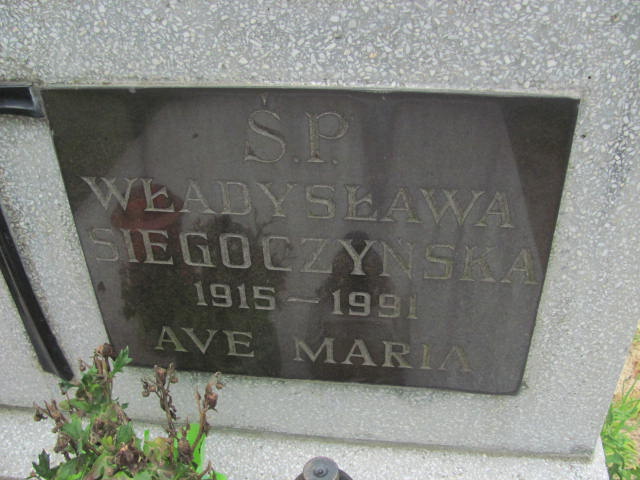 Ś.P.
WŁADYSŁAWA
SIEGOCZYŃSKA
1915-1991
AVE MARIA